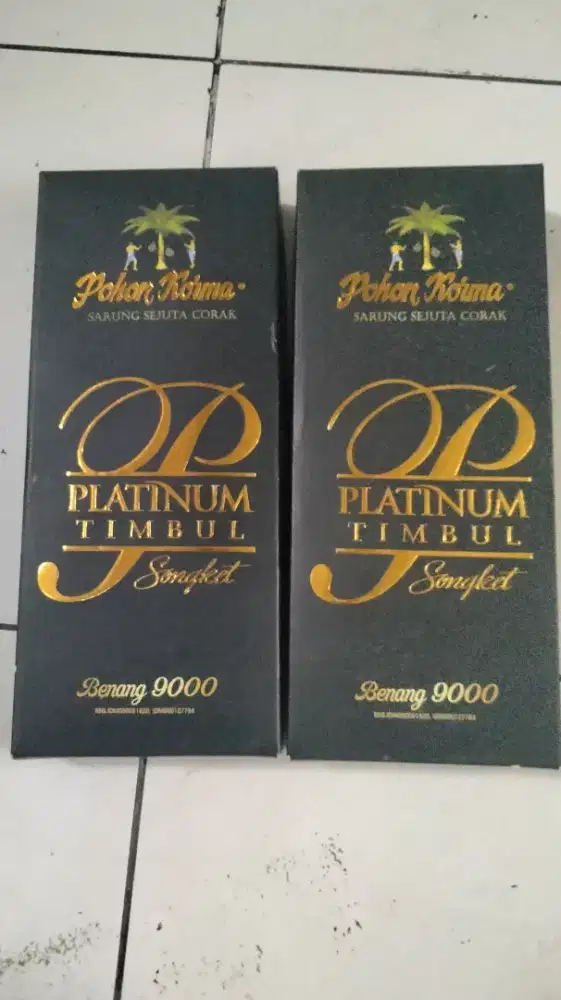 Pohon Korma
SARUNG SEJUTA CORAK
P
PLATINUM
TIMBUL
Songket
Benang 9000
Pohon Korma
SARUNG SEJUTA CORAK
P
PLATINUM
TIMBUL
Songket
Benang 9000